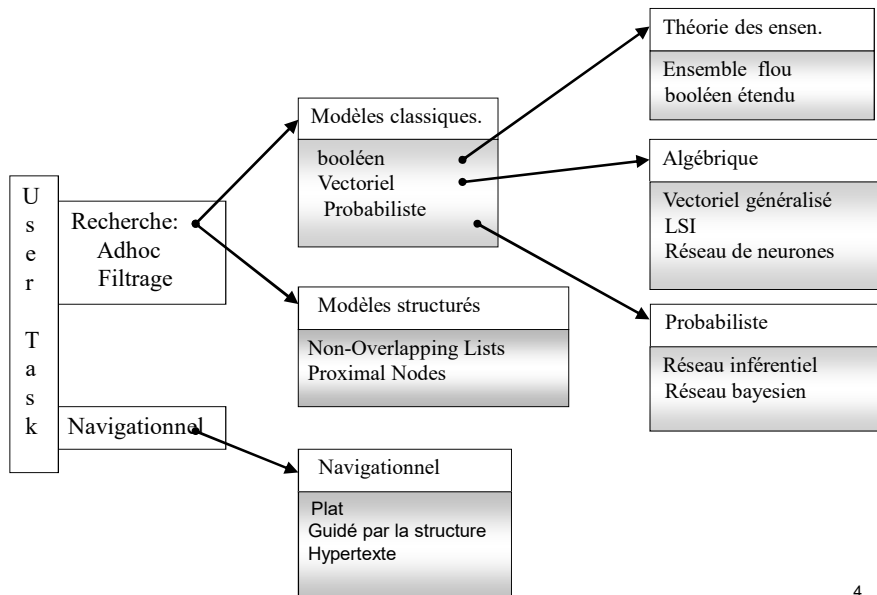 User Task
Recherche:
Adhoc
Filtrage
Navigationnel
Modèles classiques.
booléen
Vectoriel
Probabiliste
Modèles structurés
Non-Overlapping Lists
Proximal Nodes
Navigationnel
Plat
Guidé par la structure
Hypertexte
Théorie des ensen.
Ensemble flou
booléen étendu
Algébrique
Vectoriel généralisé
LSI
Réseau de neurones
Probabiliste
Réseau inférentiel
Réseau bayesien
4